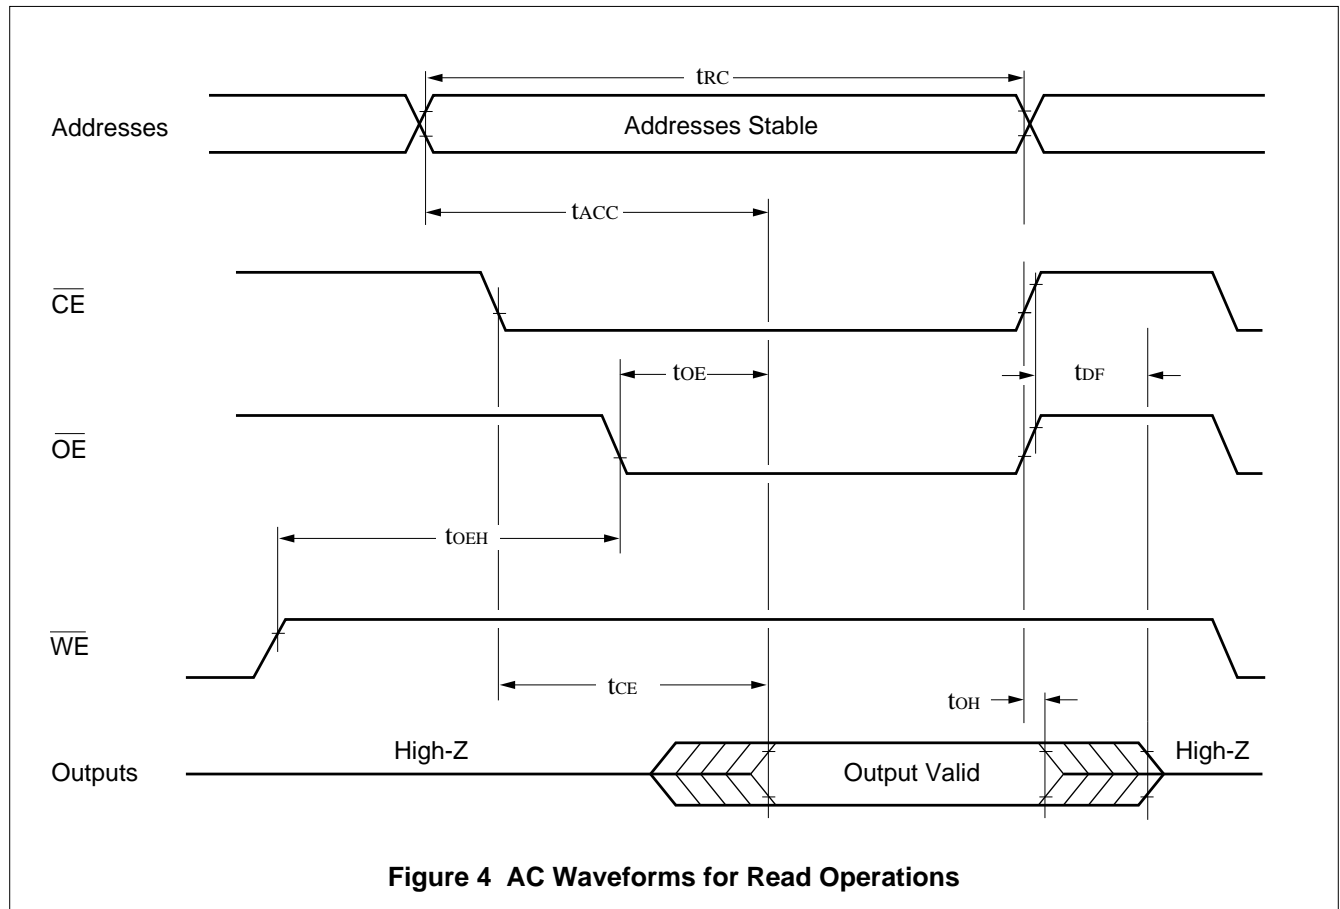 tRC
Addresses
Addresses Stable
tACC
CE
tOE
tDF
OE
tOEH
WE
tCE
tOH
High-Z
High-Z
Outputs
Output Valid
Figure 4 AC Waveforms for Read Operations